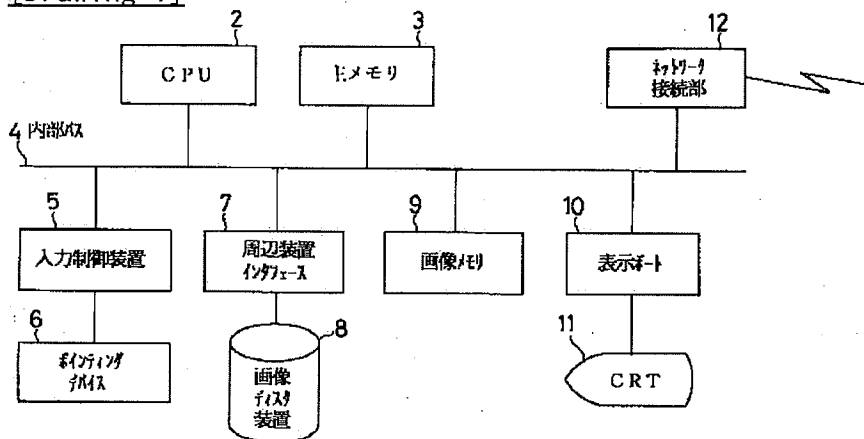 [Drawing
2
CPU
3
主メモリ
12
ネットワーク
接続部
4 内部バス
5
入力制御装置
7
周辺装置
インタフェース
9
画像メモリ
10
表示ポート
6
ポインティング
デバイス
8
画像
ディスク
装置
11
CRT